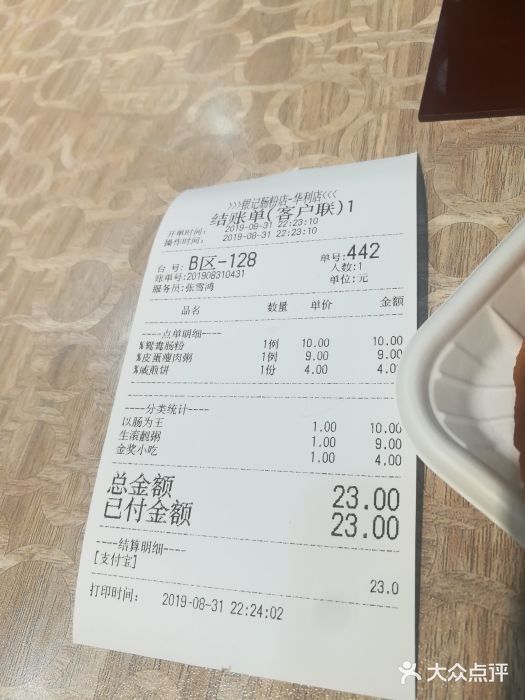 >>>银记肠粉店-华利店<<<
结账单(客户联)1
开单时间: 2019-08-31 22:23:10
操作时间: 2019-08-31 22:23:10
台 号: B区-128 单号: 442
账单号:201908310431 人数:1
服务员:张雪鸿 单位:元
品名 数量 单价 金额
-----点单明细----
%鸳鸯肠粉 1例 10.00 10.00
%皮蛋瘦肉粥 1例 9.00 9.00
%咸煎饼 1份 4.00 4.00
-----分类统计----
以肠为王 1.00 10.00
生滚靓粥 1.00 9.00
金奖小吃 1.00 4.00
总金额 23.00
已付金额 23.00
-----结算明细----
[支付宝] 23.0
打印时间: 2019-08-31 22:24:02
大众点评